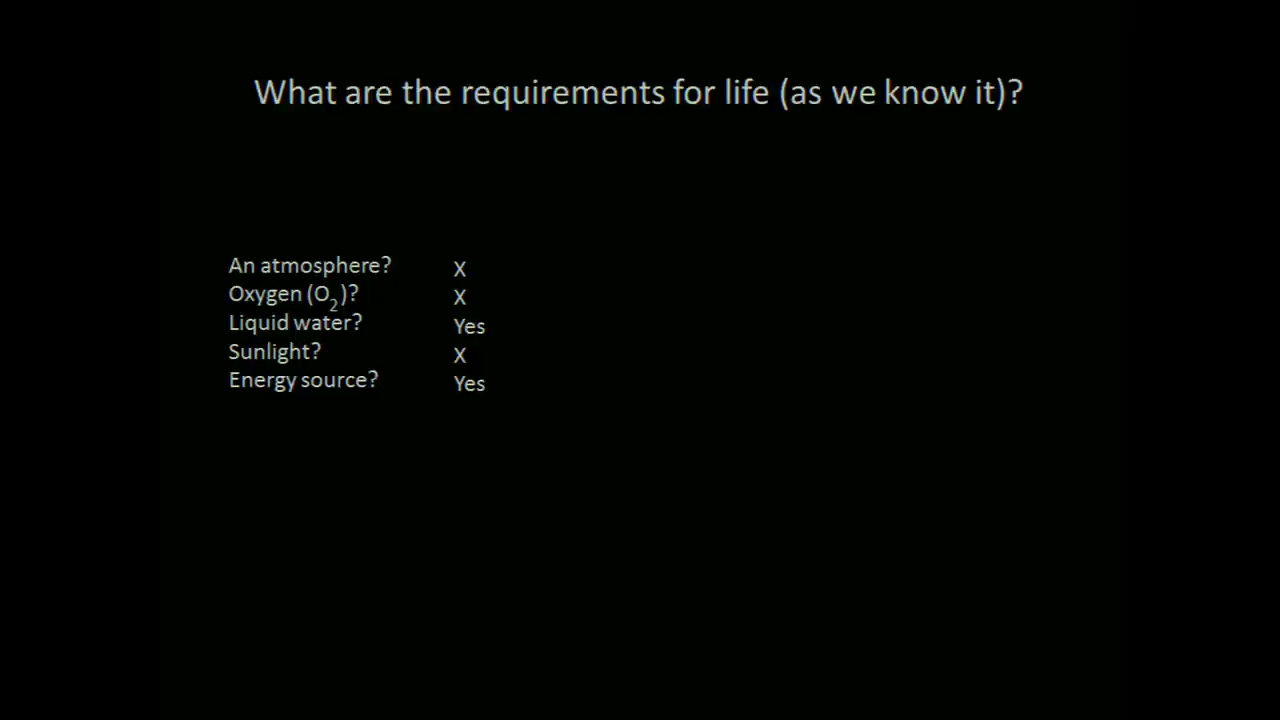 What are the requirements for life (as we know it)?
An atmosphere? X
Oxygen (O2)? X
Liquid water? Yes
Sunlight? X
Energy source? Yes